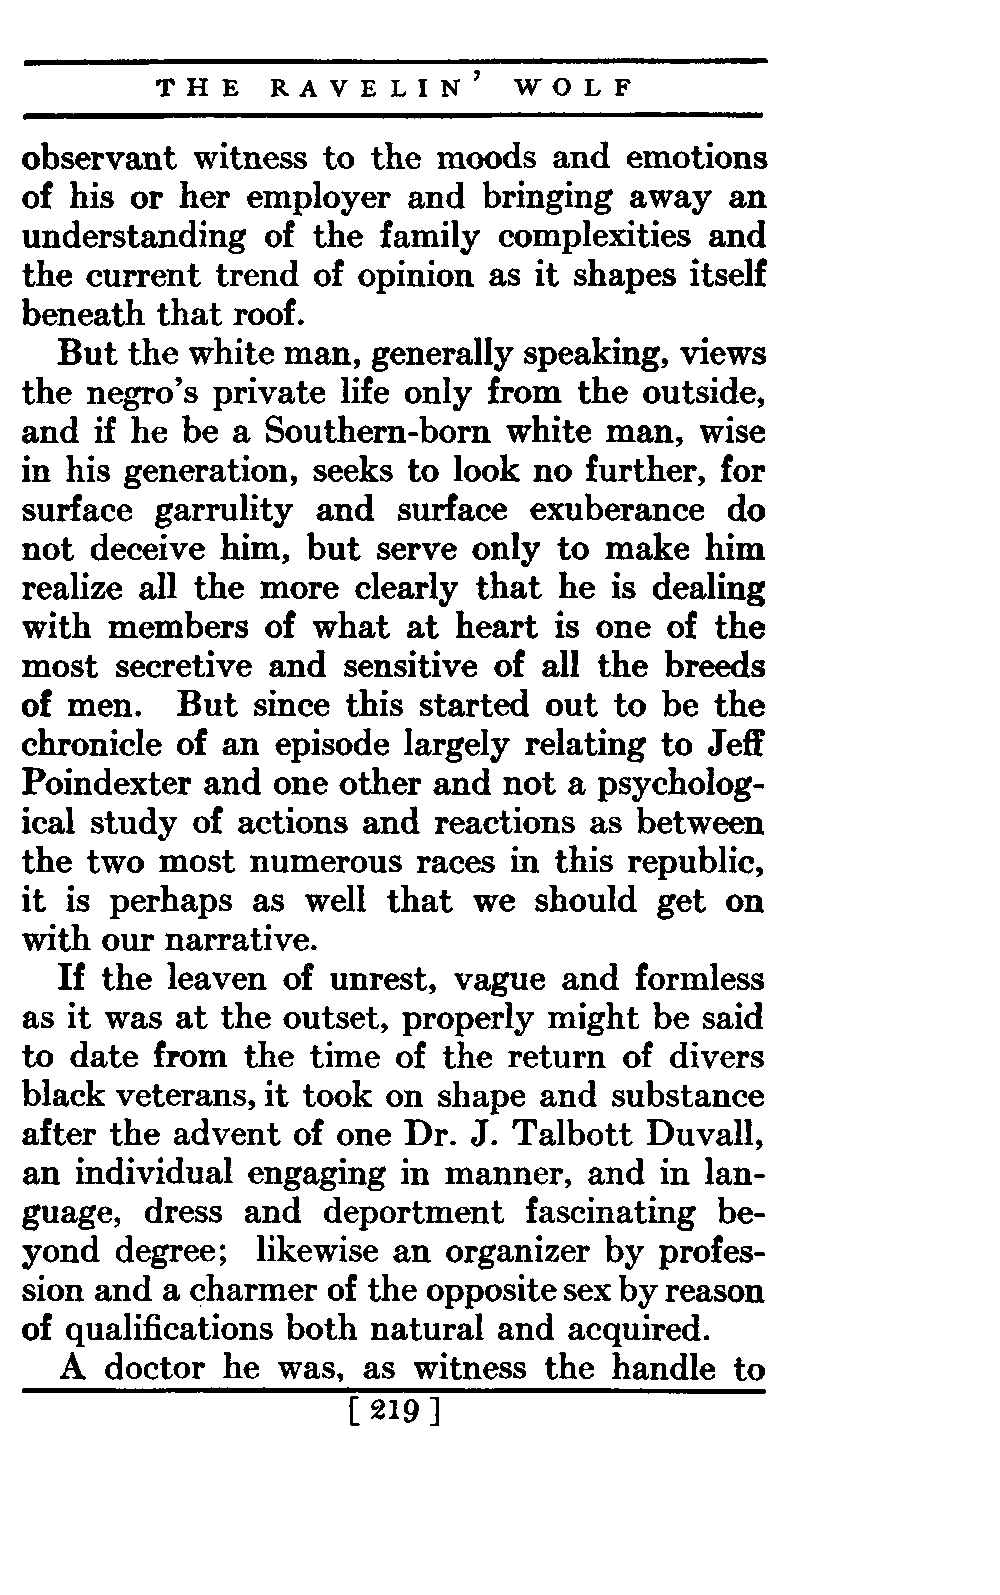 THE RAVELIN' WOLF
observant witness to the moods and emotions
of his or her employer and bringing away an
understanding of the family complexities and
the current trend of opinion as it shapes itself
beneath that roof.
But the white man, generally speaking, views
the negro's private life only from the outside,
and if he be a Southern-born white man, wise
in his generation, seeks to look no further, for
surface garrulity and surface exuberance do
not deceive him, but serve only to make him
realize all the more clearly that he is dealing
with members of what at heart is one of the
most secretive and sensitive of all the breeds
of men. But since this started out to be the
chronicle of an episode largely relating to Jeff
Poindexter and one other and not a psycholog-
ical study of actions and reactions as between
the two most numerous races in this republic,
it is perhaps as well that we should get on
with our narrative.
If the leaven of unrest, vague and formless
as it was at the outset, properly might be said
to date from the time of the return of divers
black veterans, it took on shape and substance
after the advent of one Dr. J. Talbott Duvall,
an individual engaging in manner, and in lan-
guage, dress and deportment fascinating be-
yond degree; likewise an organizer by profes-
sion and a charmer of the opposite sex by reason
of qualifications both natural and acquired.
A doctor he was, as witness the handle to
[ 219 ]